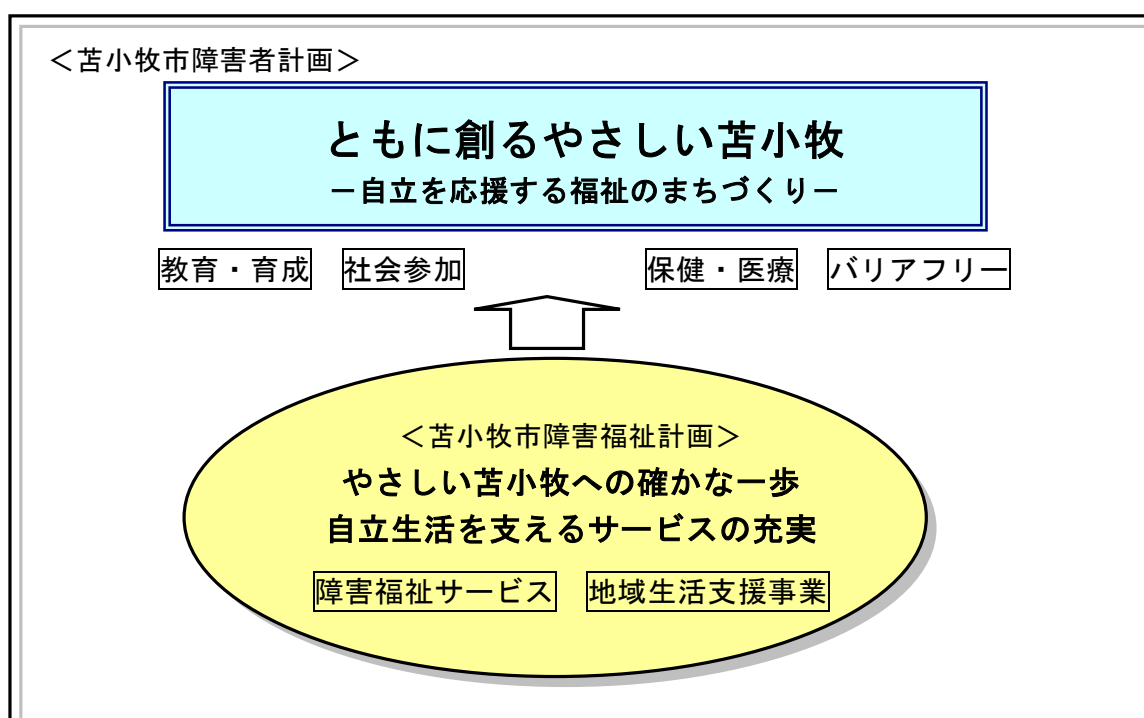 ＜苫小牧市障害者計画＞
ともに創るやさしい苫小牧
－自立を応援する福祉のまちづくり－
教育・育成 社会参加 保健・医療 バリアフリー
＜苫小牧市障害福祉計画＞
やさしい苫小牧への確かな一歩
自立生活を支えるサービスの充実
障害福祉サービス 地域生活支援事業